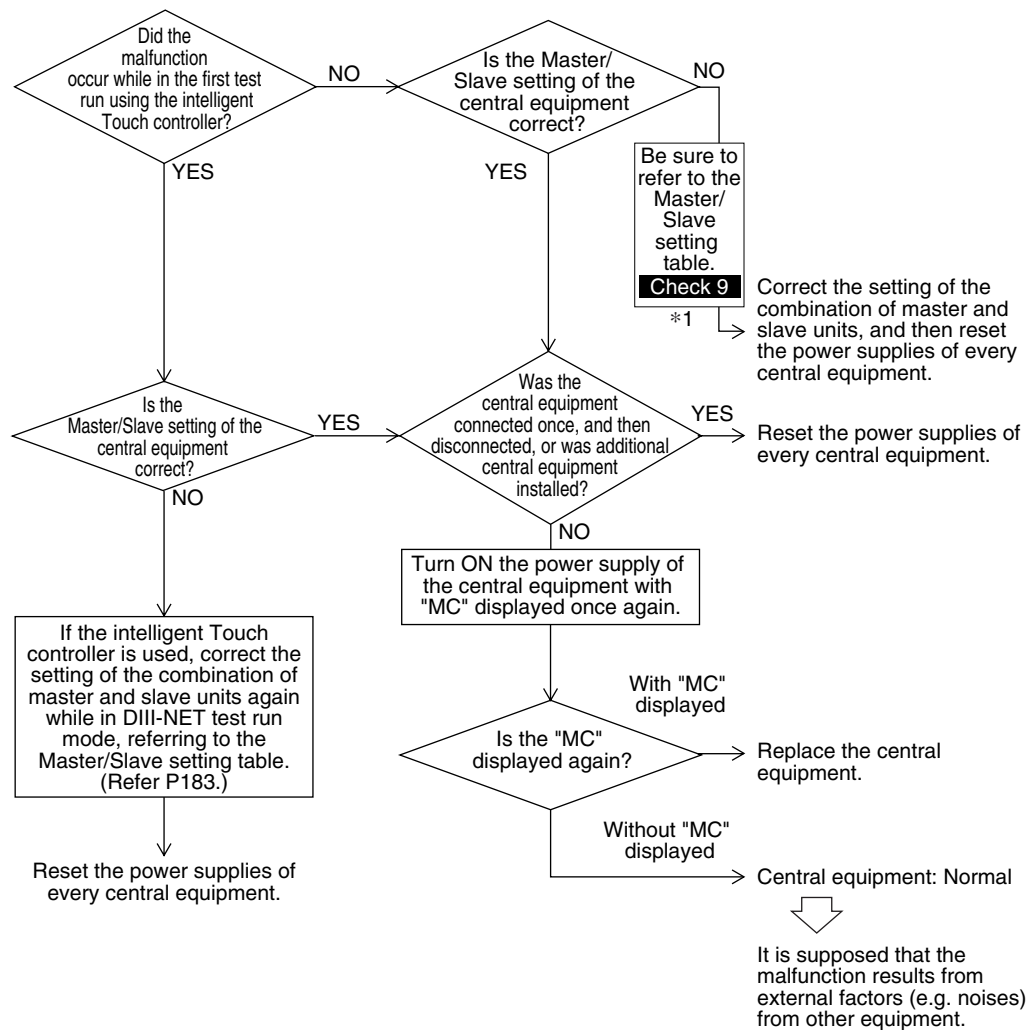 Did the
malfunction
occur while in the first test
run using the intelligent
Touch controller?
NO
YES
Is the Master/
Slave setting of the
central equipment
correct?
NO
YES
Be sure to
refer to the
Master/
Slave
setting
table.
Check 9
*1
Correct the setting of the
combination of master and
slave units, and then reset
the power supplies of every
central equipment.
Is the
Master/Slave setting of the
central equipment
correct?
YES
NO
Was the
central equipment
connected once, and then
disconnected, or was additional
central equipment
installed?
YES
Reset the power supplies of
every central equipment.
NO
Turn ON the power supply of
the central equipment with
"MC" displayed once again.
If the intelligent Touch
controller is used, correct the
setting of the combination of
master and slave units again
while in DIII-NET test run
mode, referring to the
Master/Slave setting table.
(Refer P183.)
Reset the power supplies of
every central equipment.
With "MC"
displayed
Is the "MC"
displayed again?
Replace the central
equipment.
Without "MC"
displayed
Central equipment: Normal
It is supposed that the
malfunction results from
external factors (e.g. noises)
from other equipment.